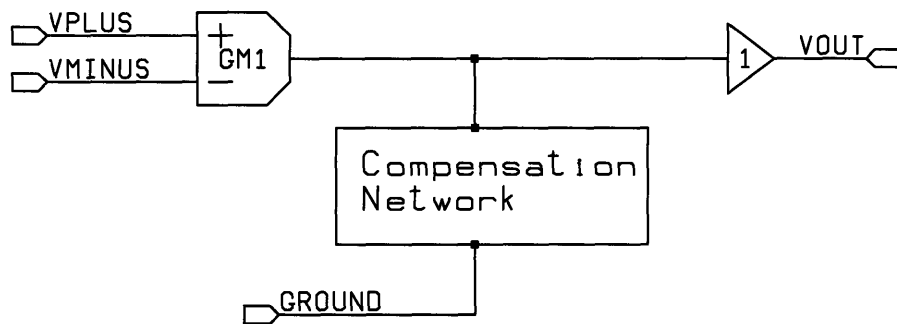 VPLUS
+
GM1
VMINUS
−
1
VOUT
Compensation
Network
GROUND